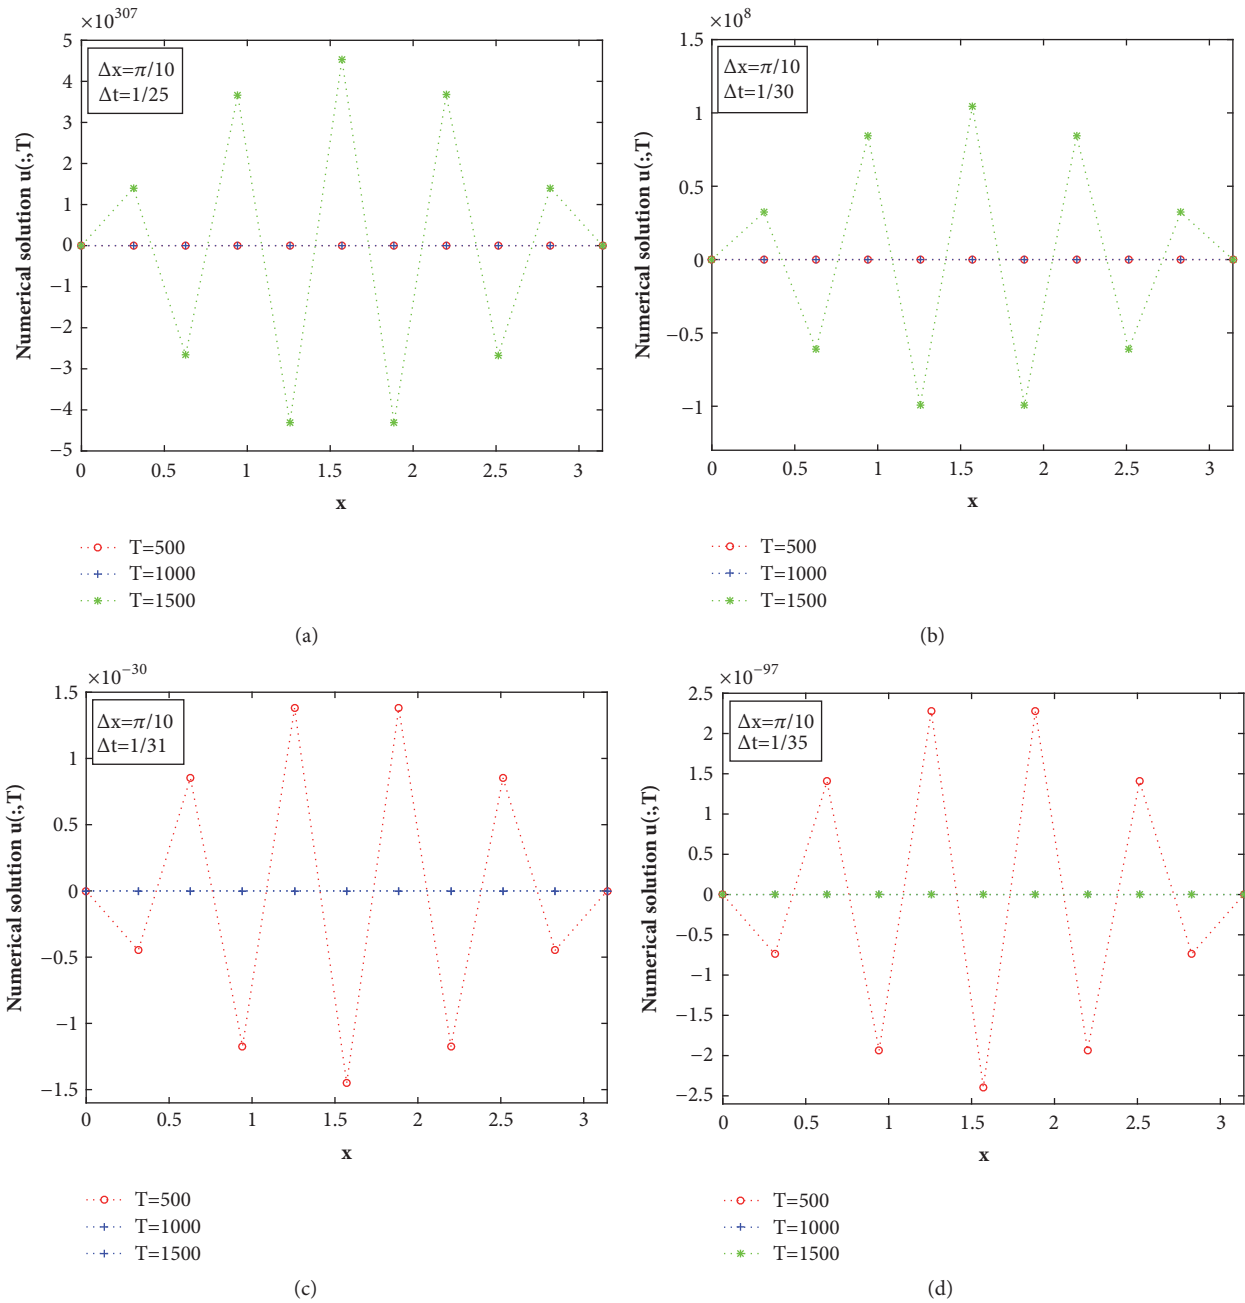 ×10^307
5
4
3
2
1
0
−1
−2
−3
−4
−5
Numerical solution u(:,T)
Δx=π/10
Δt=1/25
0 0.5 1 1.5 2 2.5 3
x
T=500
T=1000
T=1500
(a)
×10^8
1.5
1
0.5
0
−0.5
−1
Numerical solution u(:,T)
Δx=π/10
Δt=1/30
0 0.5 1 1.5 2 2.5 3
x
T=500
T=1000
T=1500
(b)
×10^−30
1.5
1
0.5
0
−0.5
−1
−1.5
Numerical solution u(:,T)
Δx=π/10
Δt=1/31
0 0.5 1 1.5 2 2.5 3
x
T=500
T=1000
T=1500
(c)
×10^−97
2.5
2
1.5
1
0.5
0
−0.5
−1
−1.5
−2
−2.5
Numerical solution u(:,T)
Δx=π/10
Δt=1/35
0 0.5 1 1.5 2 2.5 3
x
T=500
T=1000
T=1500
(d)